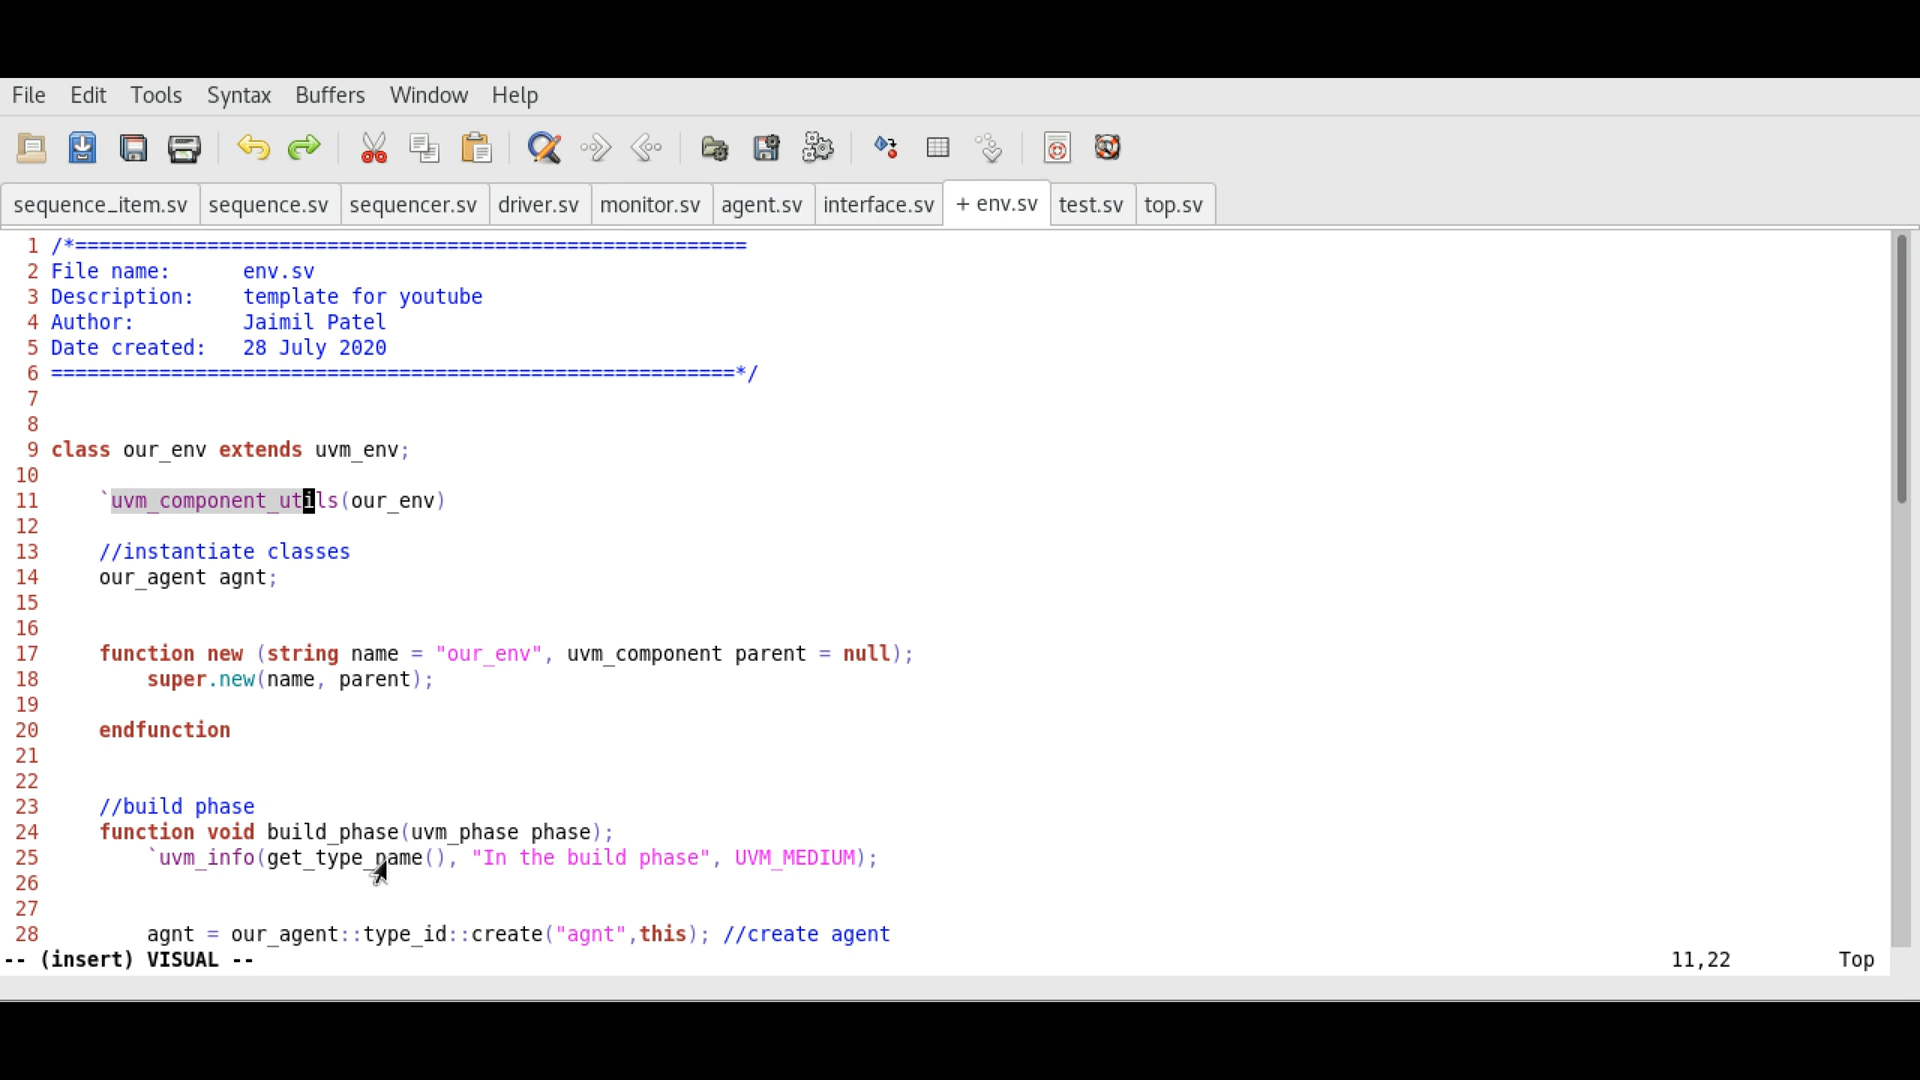 File Edit Tools Syntax Buffers Window Help
sequence_item.sv sequence.sv sequencer.sv driver.sv monitor.sv agent.sv interface.sv + env.sv test.sv top.sv
1 /*========================================================
2 File name:      env.sv
3 Description:    template for youtube
4 Author:         Jaimil Patel
5 Date created:   28 July 2020
6 =========================================================*/
7
8
9 class our_env extends uvm_env;
10
11     `uvm_component_utils(our_env)
12
13     //instantiate classes
14     our_agent agnt;
15
16
17     function new (string name = "our_env", uvm_component parent = null);
18         super.new(name, parent);
19
20     endfunction
21
22
23     //build phase
24     function void build_phase(uvm_phase phase);
25         `uvm_info(get_type_name(), "In the build phase", UVM_MEDIUM);
26
27
28         agnt = our_agent::type_id::create("agnt",this); //create agent
-- (insert) VISUAL -- 11,22 Top